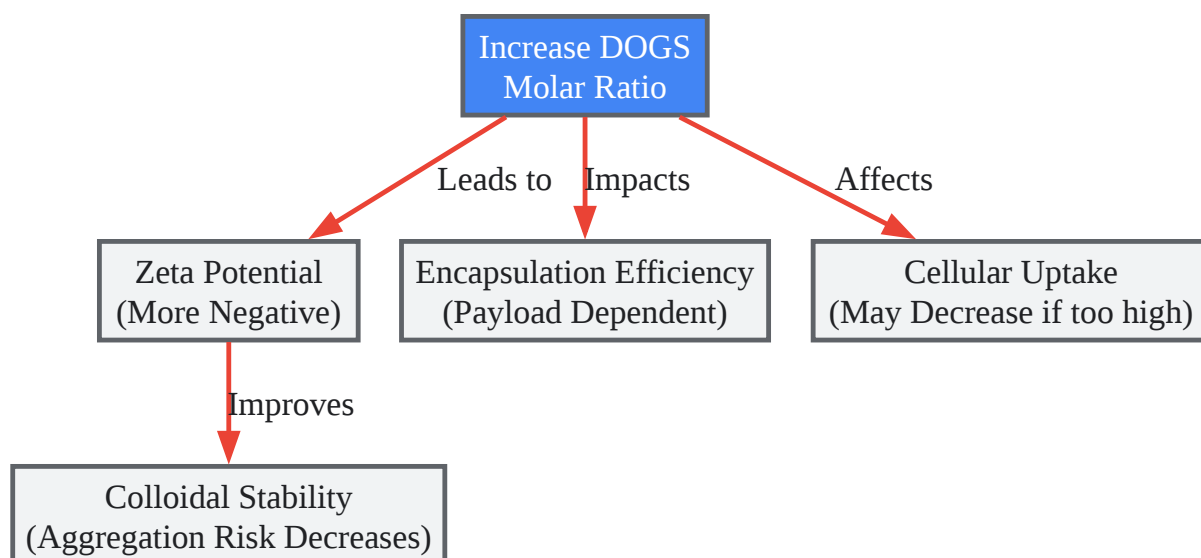 Increase DOGS
Molar Ratio
Leads to
Impacts
Affects
Zeta Potential
(More Negative)
Encapsulation Efficiency
(Payload Dependent)
Cellular Uptake
(May Decrease if too high)
Improves
Colloidal Stability
(Aggregation Risk Decreases)